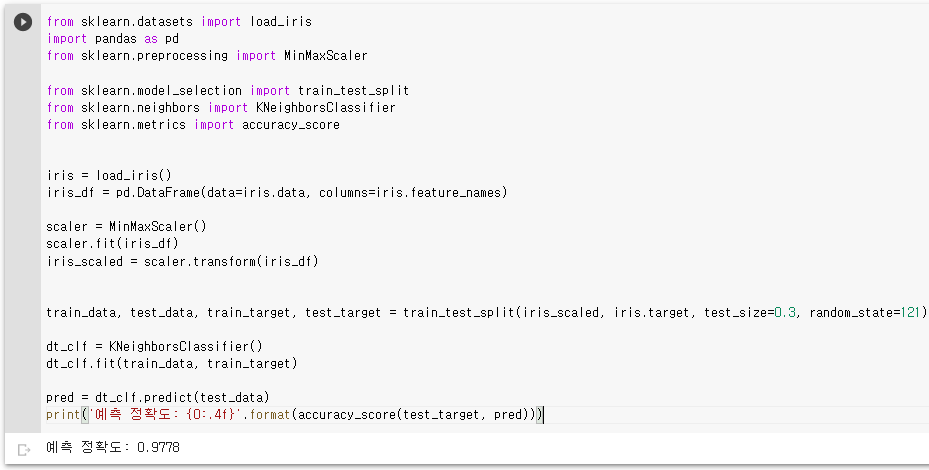 from sklearn.datasets import load_iris
import pandas as pd
from sklearn.preprocessing import MinMaxScaler
from sklearn.model_selection import train_test_split
from sklearn.neighbors import KNeighborsClassifier
from sklearn.metrics import accuracy_score
iris = load_iris()
iris_df = pd.DataFrame(data=iris.data, columns=iris.feature_names)
scaler = MinMaxScaler()
scaler.fit(iris_df)
iris_scaled = scaler.transform(iris_df)
train_data, test_data, train_target, test_target = train_test_split(iris_scaled, iris.target, test_size=0.3, random_state=121)
dt_clf = KNeighborsClassifier()
dt_clf.fit(train_data, train_target)
pred = dt_clf.predict(test_data)
print('예측 정확도: {0:.4f}'.format(accuracy_score(test_target, pred)))
예측 정확도: 0.9778